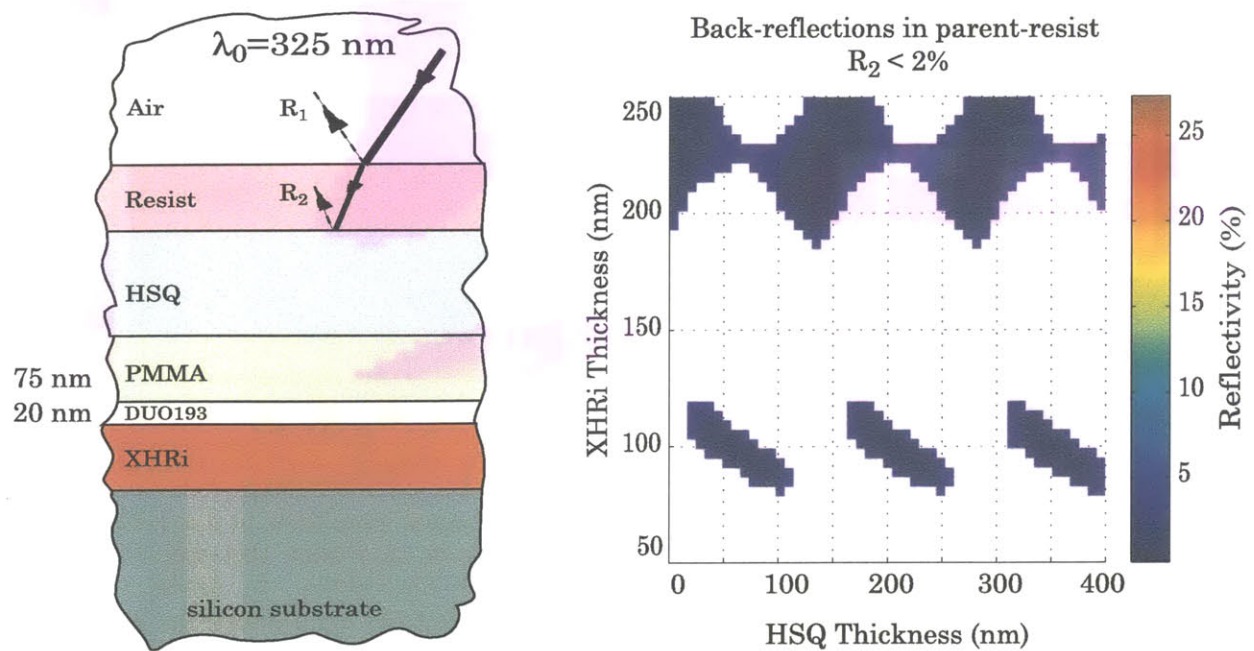 λ₀=325 nm
Air
R₁
Resist
R₂
HSQ
PMMA
75 nm
DUO193
20 nm
XHRi
silicon substrate
Back-reflections in parent-resist
R₂ < 2%
XHRi Thickness (nm)
250
200
150
100
50
0
100
200
300
400
HSQ Thickness (nm)
25
20
15
10
5
Reflectivity (%)